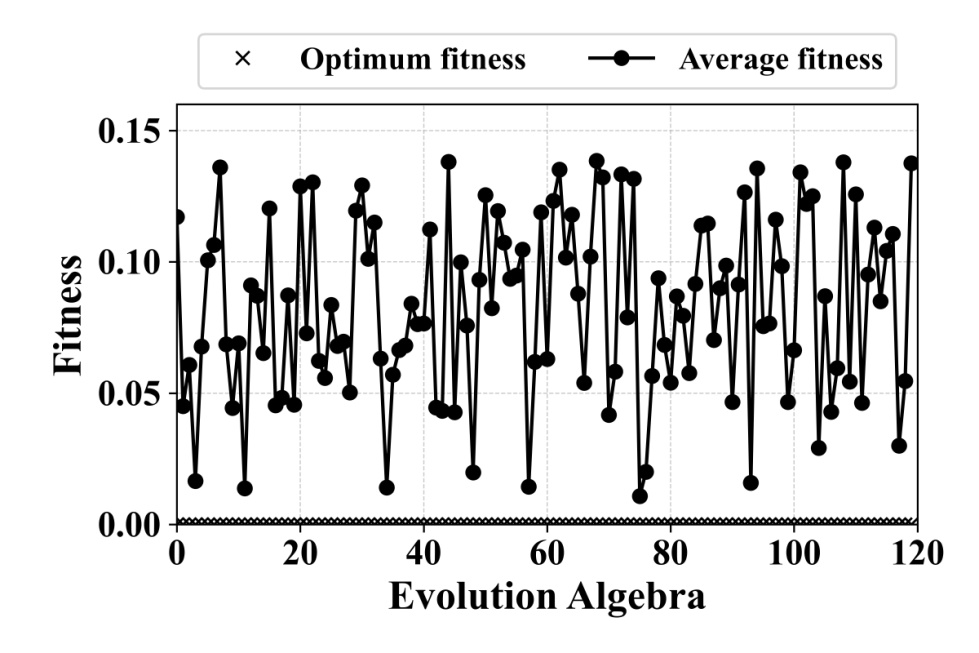 Optimum fitness Average fitness
0.15
0.10
0.05
0.00
Fitness
0 20 40 60 80 100 120
Evolution Algebra